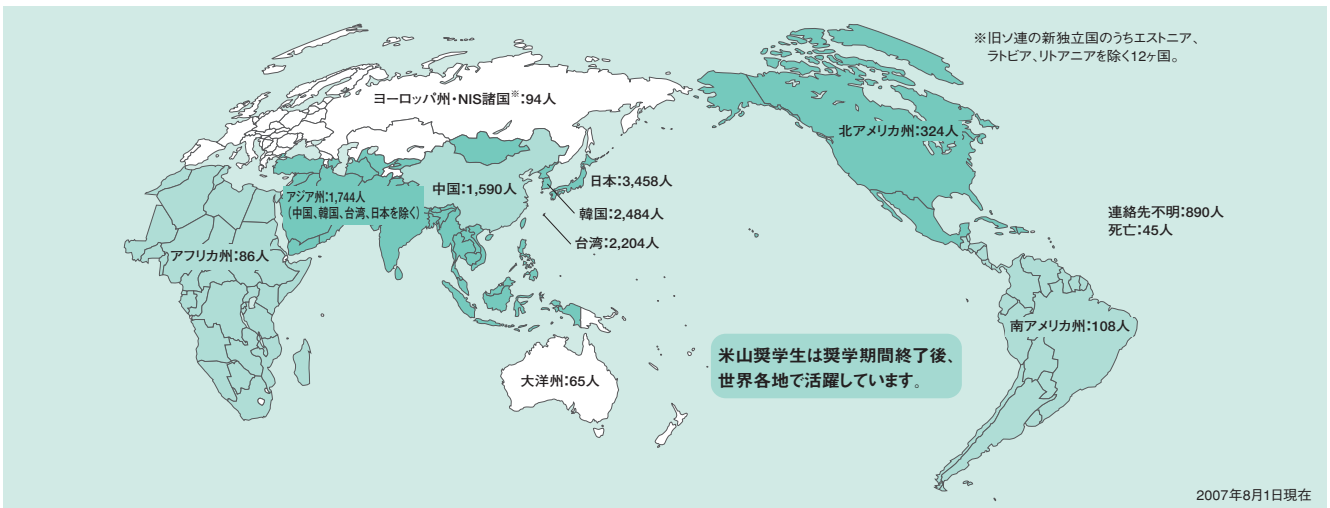 ※旧ソ連の新独立国のうちエストニア、
ラトビア、リトアニアを除く12ヶ国。
ヨーロッパ州・NIS諸国※:94人
北アメリカ州:324人
日本:3,458人
中国:1,590人
アジア州:1,744人
(中国、韓国、台湾、日本を除く)
韓国:2,484人
連絡先不明:890人
死亡:45人
台湾:2,204人
アフリカ州:86人
南アメリカ州:108人
米山奨学生は奨学期間終了後、
世界各地で活躍しています。
大洋州:65人
2007年8月1日現在